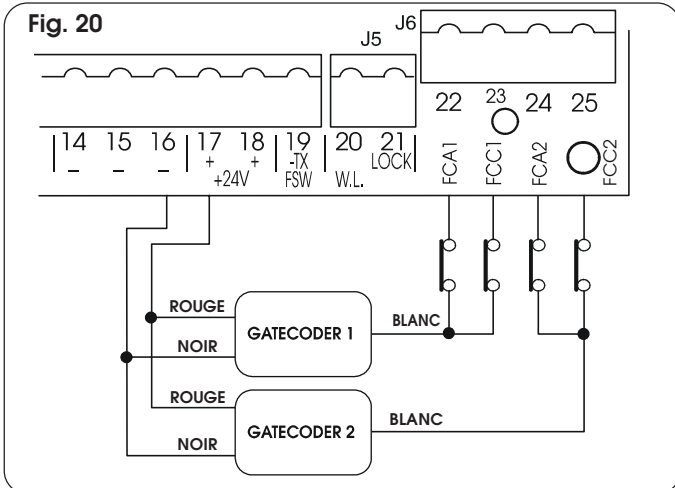 Fig. 20
J5
J6
14 15 16 17 18 19 20 21 22 23 24 25
– – – + + -TX LOCK
+24V FSW W.L.
FCA1 FCC1 FCA2 FCC2
ROUGE
GATECODER 1
BLANC
NOIR
ROUGE
GATECODER 2
BLANC
NOIR